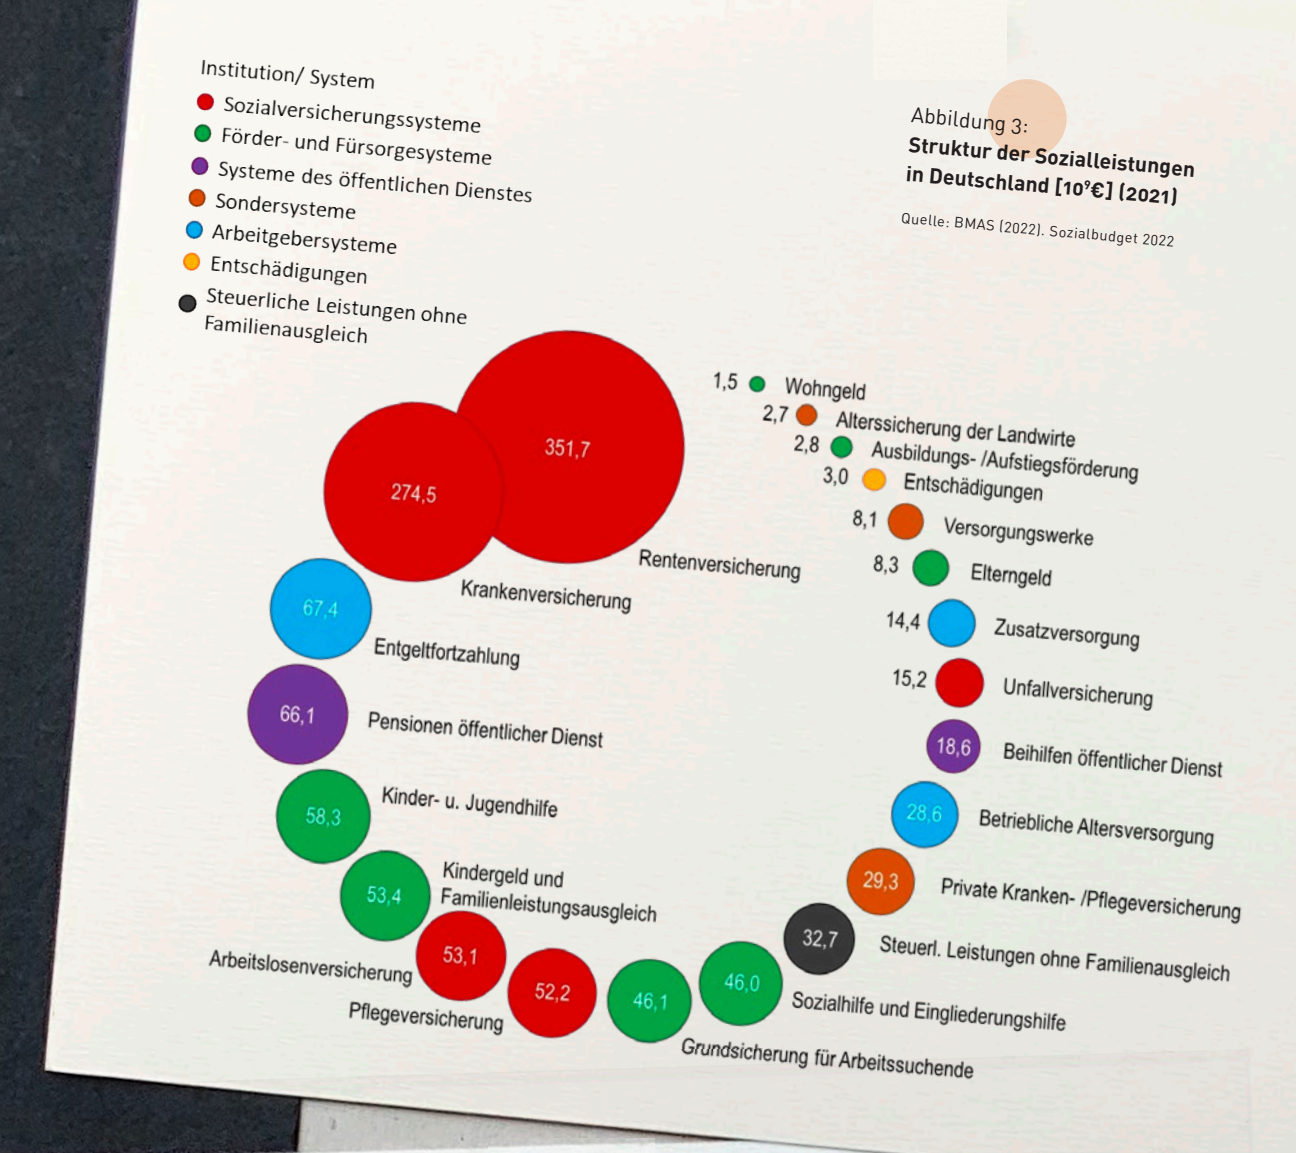 Institution/ System
Sozialversicherungssysteme
Förder- und Fürsorgesysteme
Systeme des öffentlichen Dienstes
Sondersysteme
Arbeitgebersysteme
Entschädigungen
Steuerliche Leistungen ohne
Familienausgleich
Abbildung 3:
Struktur der Sozialleistungen
in Deutschland [10⁹€] (2021)
Quelle: BMAS (2022). Sozialbudget 2022
351,7
Rentenversicherung
274,5
Krankenversicherung
67,4
Entgeltfortzahlung
66,1
Pensionen öffentlicher Dienst
58,3
Kinder- u. Jugendhilfe
53,4
Kindergeld und
Familienleistungsausgleich
53,1
Arbeitslosenversicherung
52,2
Pflegeversicherung
46,1
Grundsicherung für Arbeitssuchende
46,0
Sozialhilfe und Eingliederungshilfe
32,7
Steuerl. Leistungen ohne Familienausgleich
29,3
Private Kranken- /Pflegeversicherung
28,6
Betriebliche Altersversorgung
18,6
Beihilfen öffentlicher Dienst
15,2
Unfallversicherung
14,4
Zusatzversorgung
8,3
Elterngeld
8,1
Versorgungswerke
3,0
Entschädigungen
2,8
Ausbildungs- /Aufstiegsförderung
2,7
Alterssicherung der Landwirte
1,5
Wohngeld